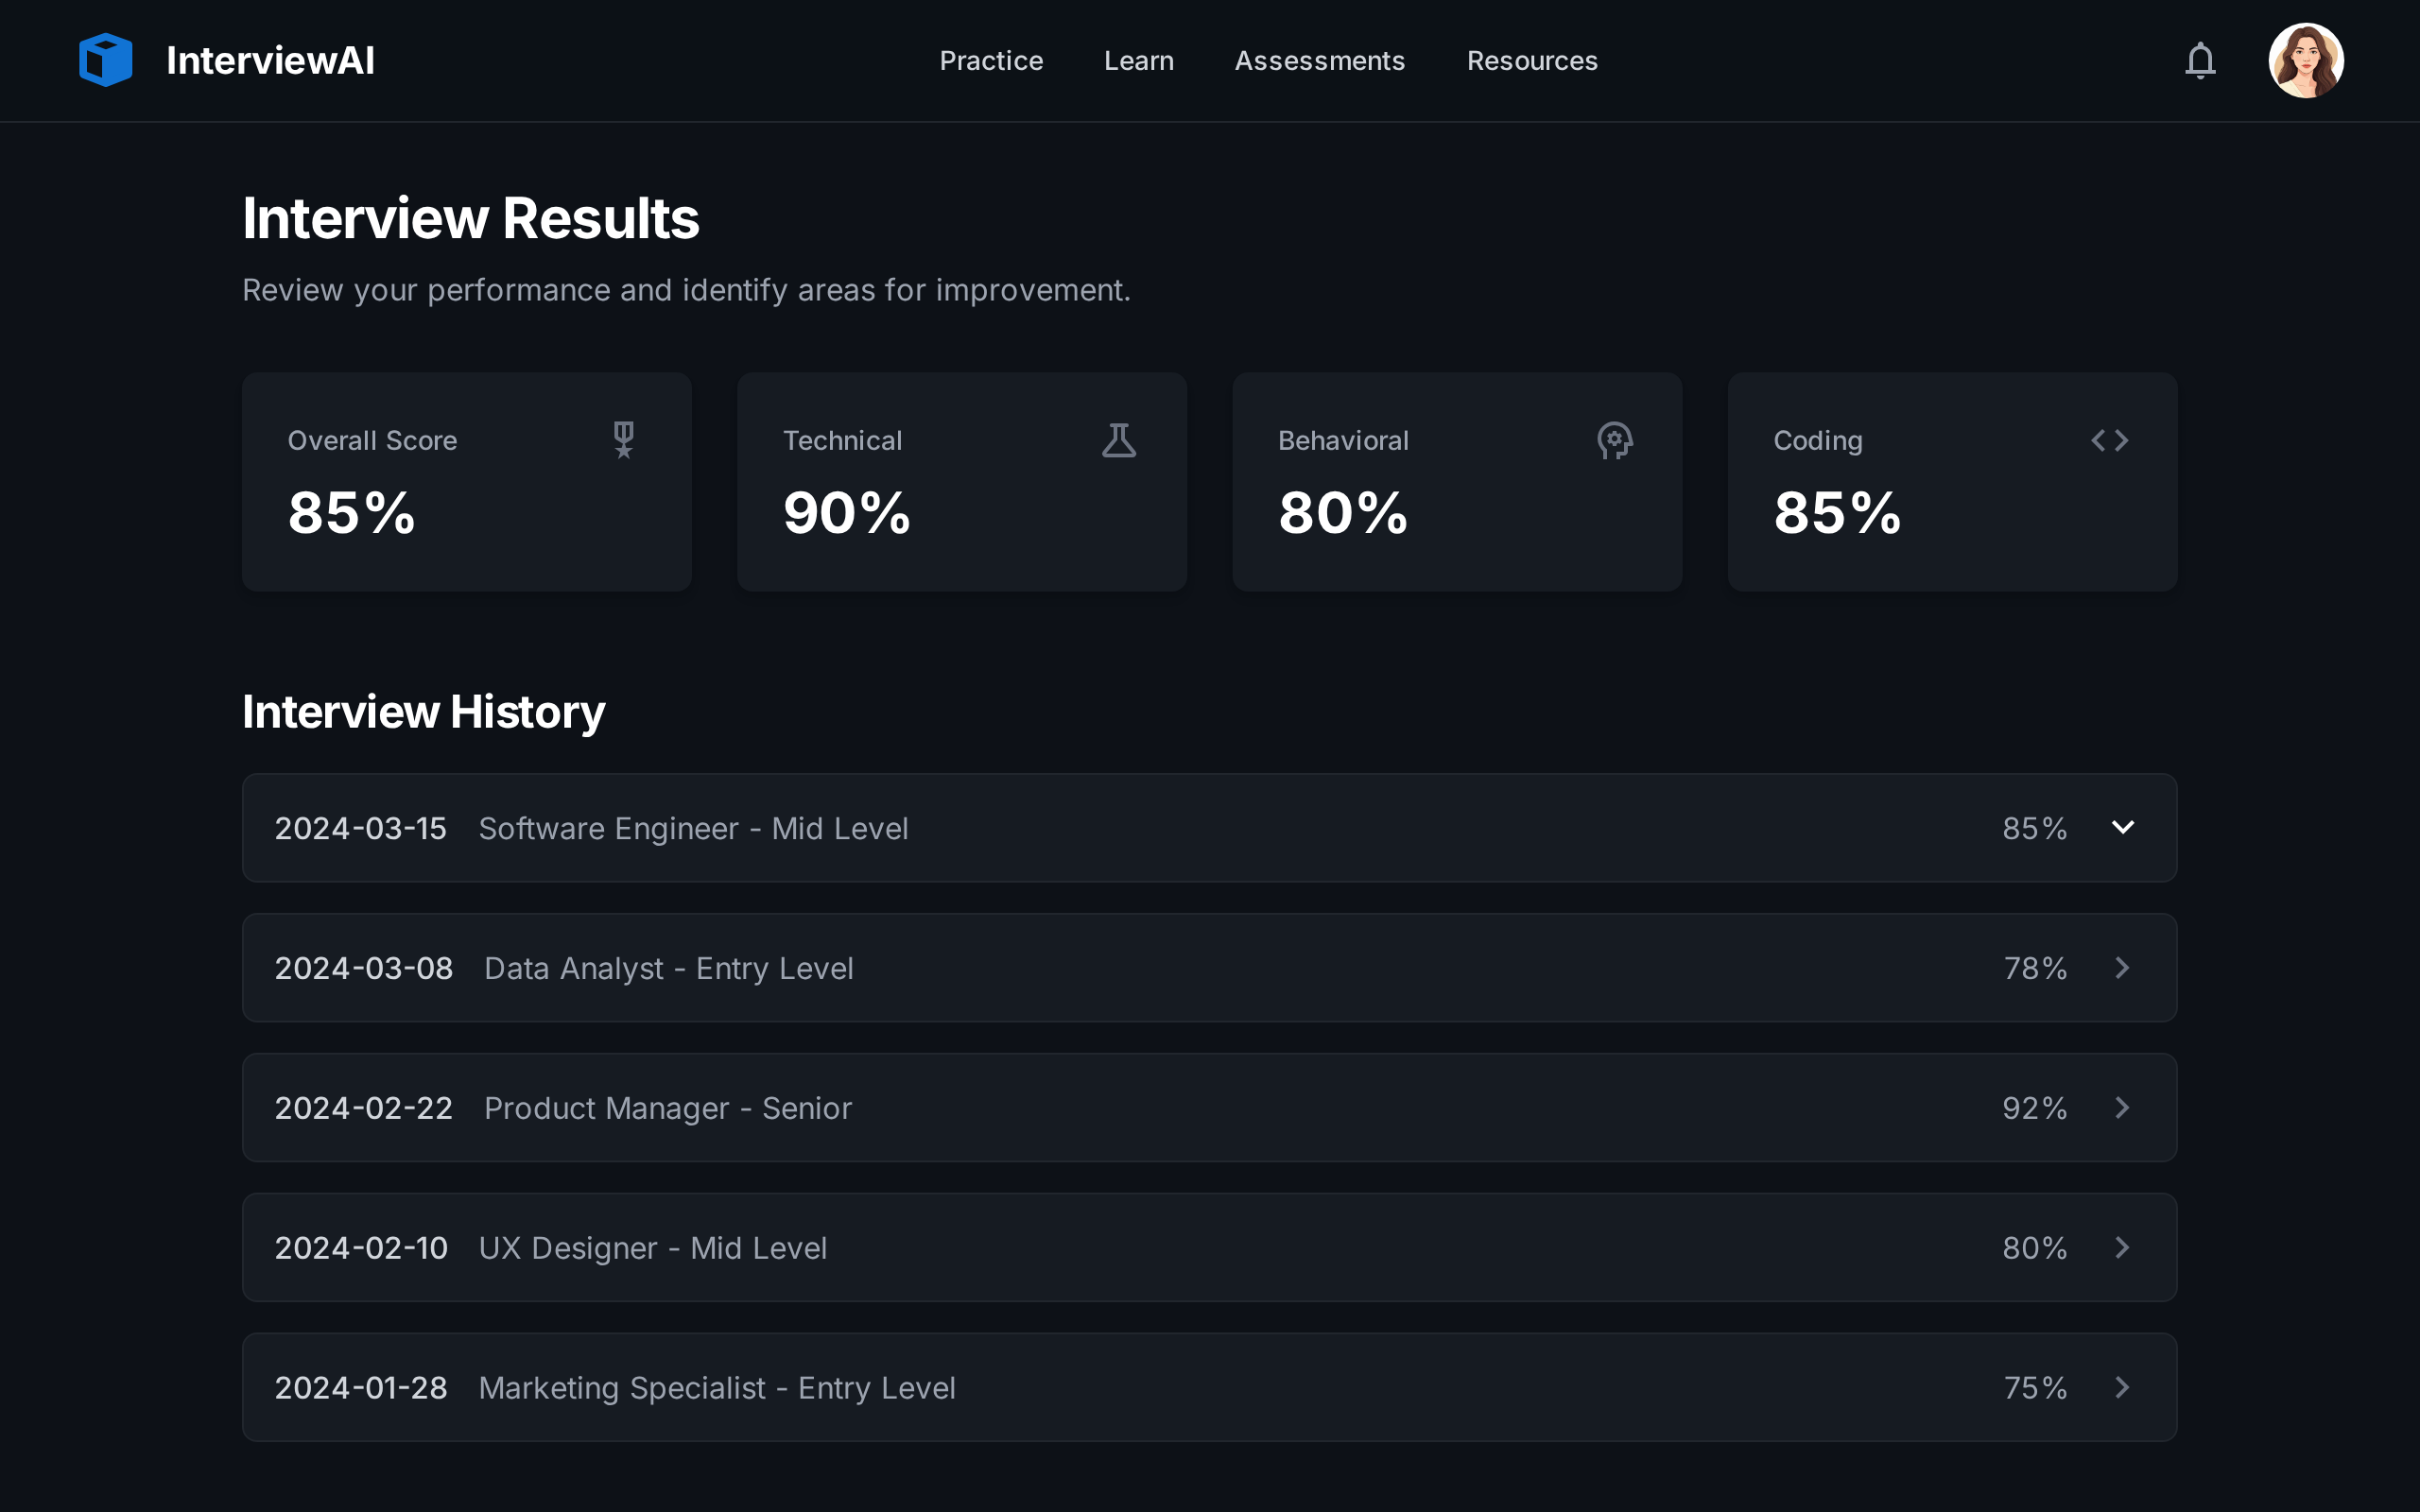 InterviewAI Practice Learn Assessments Resources
Interview Results
Review your performance and identify areas for improvement.
Overall Score
85%
Technical
90%
Behavioral
80%
Coding
85%
Interview History
2024-03-15 Software Engineer - Mid Level 85%
2024-03-08 Data Analyst - Entry Level 78%
2024-02-22 Product Manager - Senior 92%
2024-02-10 UX Designer - Mid Level 80%
2024-01-28 Marketing Specialist - Entry Level 75%